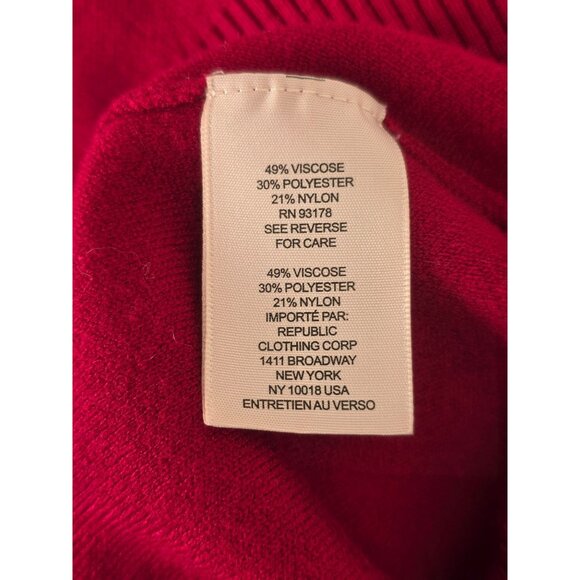 49% VISCOSE
30% POLYESTER
21% NYLON
RN 93178
SEE REVERSE
FOR CARE
49% VISCOSE
30% POLYESTER
21% NYLON
IMPORTÉ PAR:
REPUBLIC
CLOTHING CORP
1411 BROADWAY
NEW YORK
NY 10018 USA
ENTRETIEN AU VERSO